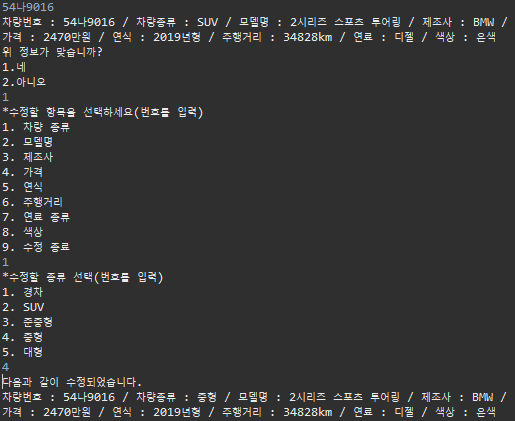 54나9016
차량번호 : 54나9016 / 차량종류 : SUV / 모델명 : 2시리즈 스포츠 투어링 / 제조사 : BMW /
가격 : 2470만원 / 연식 : 2019년형 / 주행거리 : 34828km / 연료 : 디젤 / 색상 : 은색
위 정보가 맞습니까?
1.네
2.아니오
1
*수정할 항목을 선택하세요(번호를 입력)
1. 차량 종류
2. 모델명
3. 제조사
4. 가격
5. 연식
6. 주행거리
7. 연료 종류
8. 색상
9. 수정 종료
1
*수정할 종류 선택(번호를 입력)
1. 경차
2. SUV
3. 준중형
4. 중형
5. 대형
4
다음과 같이 수정되었습니다.
차량번호 : 54나9016 / 차량종류 : 중형 / 모델명 : 2시리즈 스포츠 투어링 / 제조사 : BMW /
가격 : 2470만원 / 연식 : 2019년형 / 주행거리 : 34828km / 연료 : 디젤 / 색상 : 은색